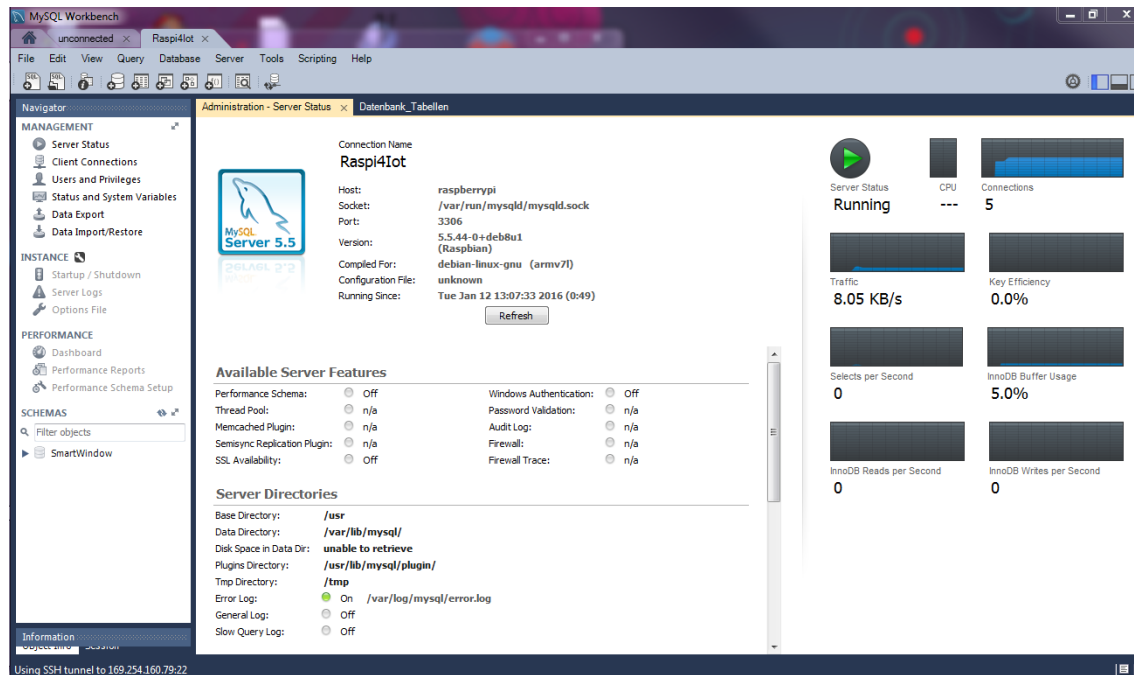 MySQL Workbench
unconnected ×
Raspi4Iot ×
File Edit View Query Database Server Tools Scripting Help
Navigator
MANAGEMENT
Server Status
Client Connections
Users and Privileges
Status and System Variables
Data Export
Data Import/Restore
INSTANCE
Startup / Shutdown
Server Logs
Options File
PERFORMANCE
Dashboard
Performance Reports
Performance Schema Setup
SCHEMAS
Filter objects
SmartWindow
Information
Object Info Session
Administration - Server Status ×
Datenbank_Tabellen
MySQL
Server 5.5
Connection Name
Raspi4Iot
Host: raspberrypi
Socket: /var/run/mysqld/mysqld.sock
Port: 3306
Version: 5.5.44-0+deb8u1
(Raspbian)
Compiled For: debian-linux-gnu (armv7l)
Configuration File: unknown
Running Since: Tue Jan 12 13:07:33 2016 (0:49)
Refresh
Available Server Features
Performance Schema: Off Windows Authentication: Off
Thread Pool: n/a Password Validation: n/a
Memcached Plugin: n/a Audit Log: n/a
Semisync Replication Plugin: n/a Firewall: n/a
SSL Availability: Off Firewall Trace: n/a
Server Directories
Base Directory: /usr
Data Directory: /var/lib/mysql/
Disk Space in Data Dir: unable to retrieve
Plugins Directory: /usr/lib/mysql/plugin/
Tmp Directory: /tmp
Error Log: On /var/log/mysql/error.log
General Log: Off
Slow Query Log: Off
Server Status CPU Connections
Running --- 5
Traffic Key Efficiency
8.05 KB/s 0.0%
Selects per Second InnoDB Buffer Usage
0 5.0%
InnoDB Reads per Second InnoDB Writes per Second
0 0
Using SSH tunnel to 169.254.160.79:22